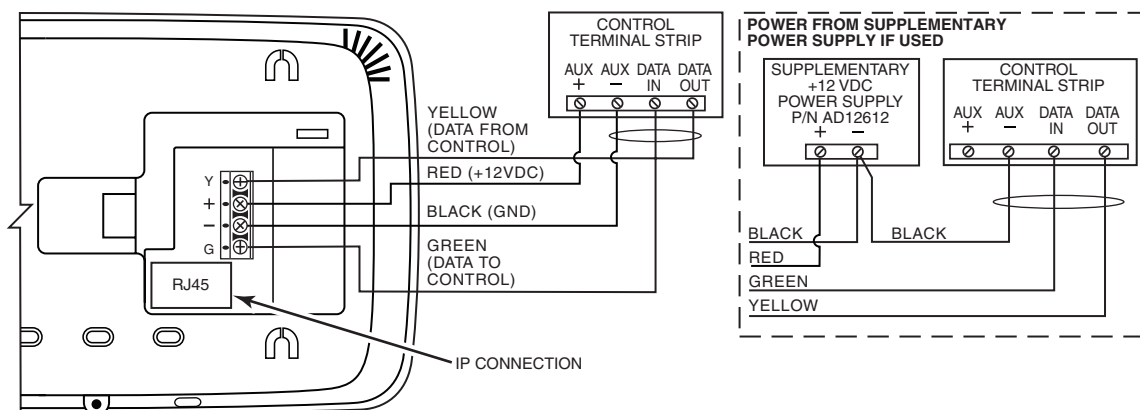 CONTROL
TERMINAL STRIP
AUX AUX DATA DATA
+ – IN OUT
YELLOW
(DATA FROM
CONTROL)
RED (+12VDC)
BLACK (GND)
GREEN
(DATA TO
CONTROL)
Y
+
–
G
RJ45
IP CONNECTION
POWER FROM SUPPLEMENTARY
POWER SUPPLY IF USED
SUPPLEMENTARY
+12 VDC
POWER SUPPLY
P/N AD12612
+ –
CONTROL
TERMINAL STRIP
AUX AUX DATA DATA
+ – IN OUT
BLACK BLACK
RED
GREEN
YELLOW